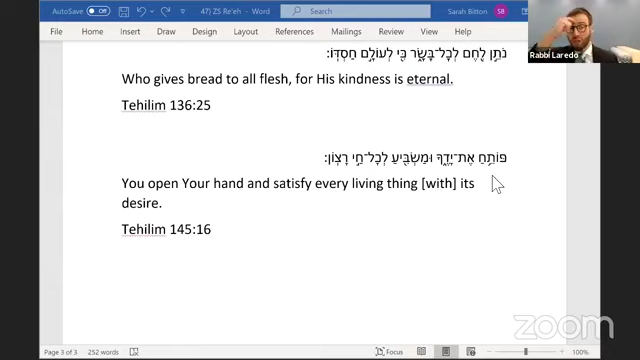 AutoSave Off 47) ZS Re'eh - Word Search Sarah Bitton SB
File Home Insert Draw Design Layout References Mailings Review View Help
Rabbi Laredo
נֹתֵ֣ן לֶ֭חֶם לְכָל־בָּשָׂ֑ר כִּ֖י לְעוֹלָ֣ם חַסְדּֽוֹ׃
Who gives bread to all flesh, for His kindness is eternal.
Tehilim 136:25
פּוֹתֵ֥חַ אֶת־יָדֶ֑ךָ וּמַשְׂבִּ֖יעַ לְכָל־חַ֣י רָצֽוֹן׃
You open Your hand and satisfy every living thing [with] its
desire.
Tehilim 145:16
zoom
Page 3 of 3 252 words Focus 100%